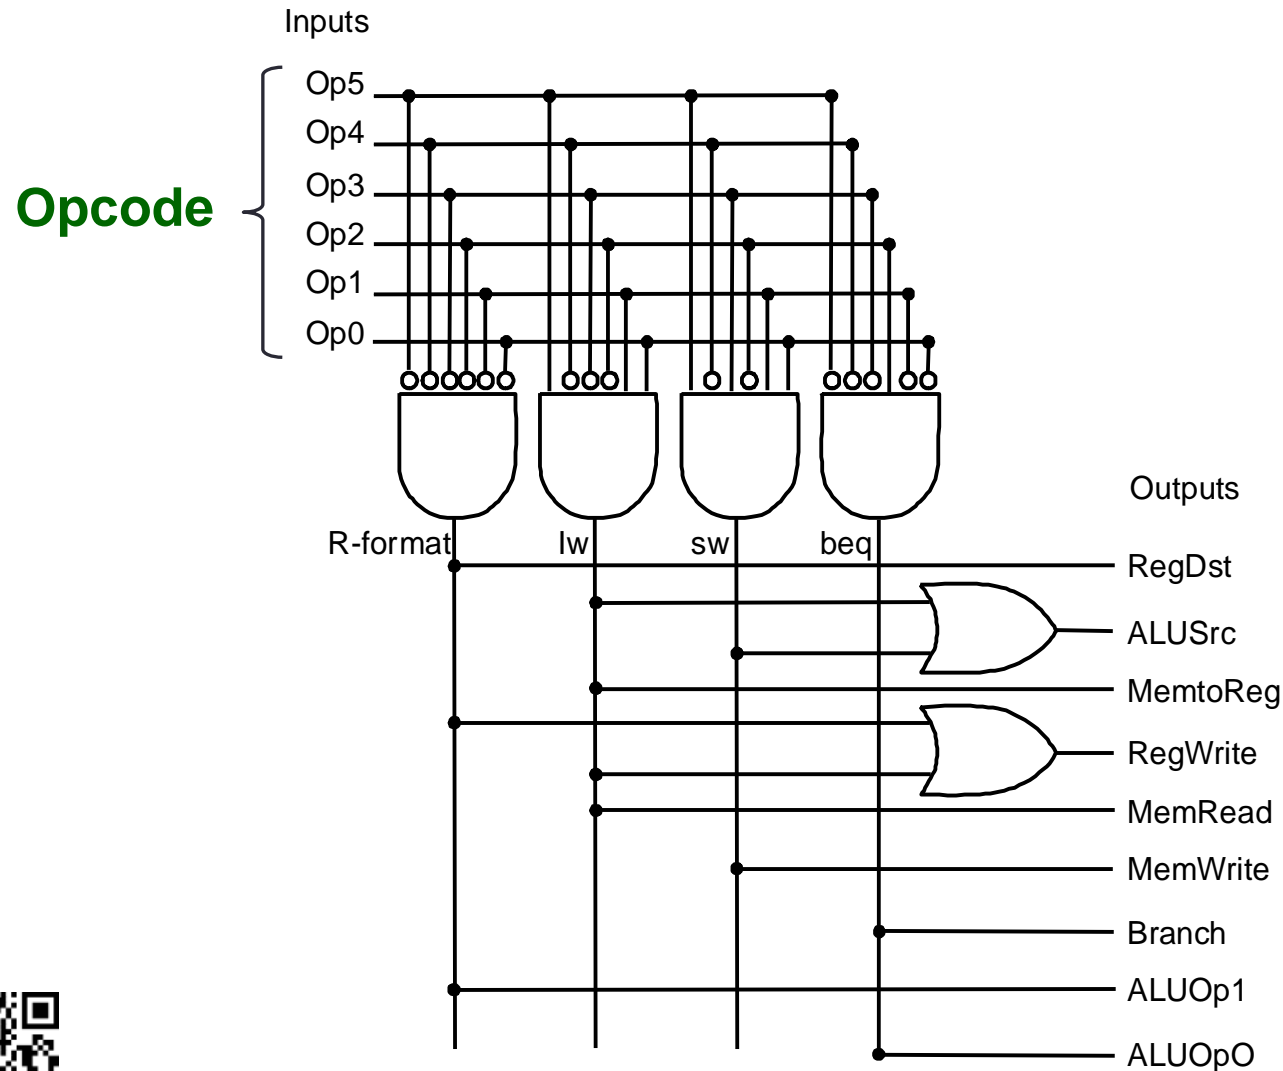 Inputs
Op5
Op4
Op3
Opcode
Op2
Op1
Op0
Outputs
R-format
lw
sw
beq
RegDst
ALUSrc
MemtoReg
RegWrite
MemRead
MemWrite
Branch
ALUOp1
ALUOpO